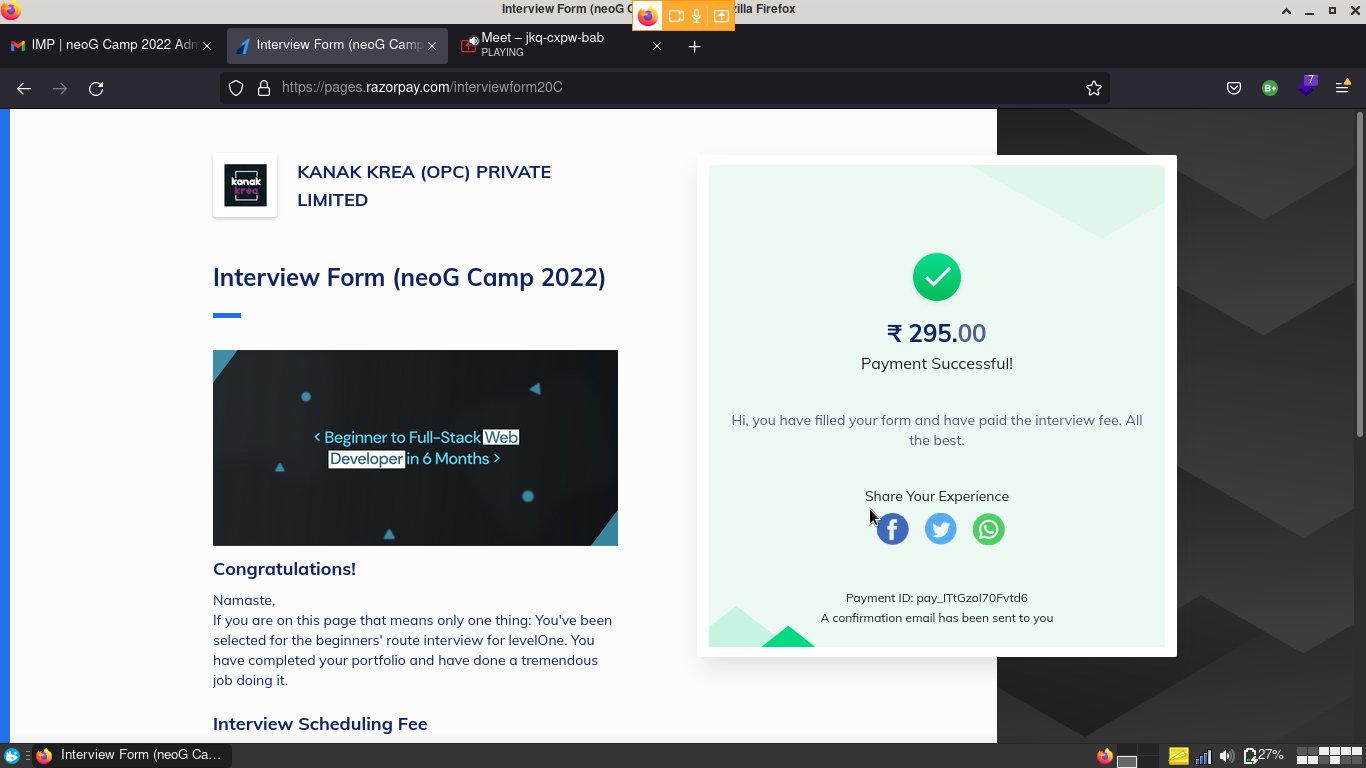 Interview Form (neoG C
zilla Firefox
IMP | neoG Camp 2022 Adm
Interview Form (neoG Camp
Meet – jkq-cxpw-bab
PLAYING
https://pages.razorpay.com/interviewform20C
B+
7
kanak
krea
KANAK KREA (OPC) PRIVATE
LIMITED
Interview Form (neoG Camp 2022)
< Beginner to Full-Stack Web
Developer in 6 Months >
Congratulations!
Namaste,
If you are on this page that means only one thing: You've been
selected for the beginners' route interview for levelOne. You
have completed your portfolio and have done a tremendous
job doing it.
Interview Scheduling Fee
₹ 295.00
Payment Successful!
Hi, you have filled your form and have paid the interview fee. All
the best.
Share Your Experience
Payment ID: pay_ITtGzoI70Fvtd6
A confirmation email has been sent to you
Interview Form (neoG Ca...
27%